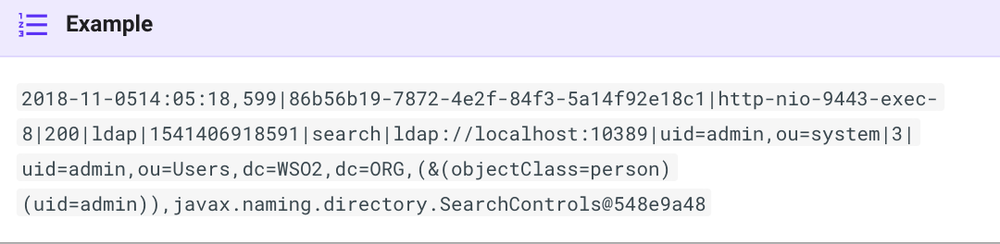 Example
2018-11-0514:05:18,599|86b56b19-7872-4e2f-84f3-5a14f92e18c1|http-nio-9443-exec-
8|200|ldap|1541406918591|search|ldap://localhost:10389|uid=admin,ou=system|3|
uid=admin,ou=Users,dc=WSO2,dc=ORG,(&(objectClass=person)
(uid=admin)),javax.naming.directory.SearchControls@548e9a48